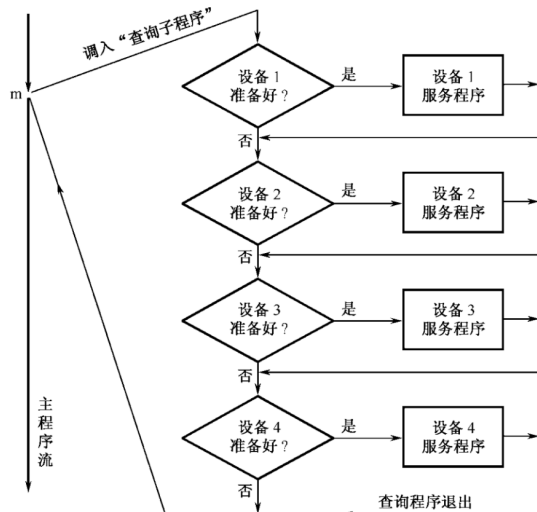 调入“查询子程序”
m
设备 1
准备好?
是
设备 1
服务程序
否
设备 2
准备好?
是
设备 2
服务程序
否
设备 3
准备好?
是
设备 3
服务程序
否
设备 4
准备好?
是
设备 4
服务程序
否
主程序流
查询程序退出